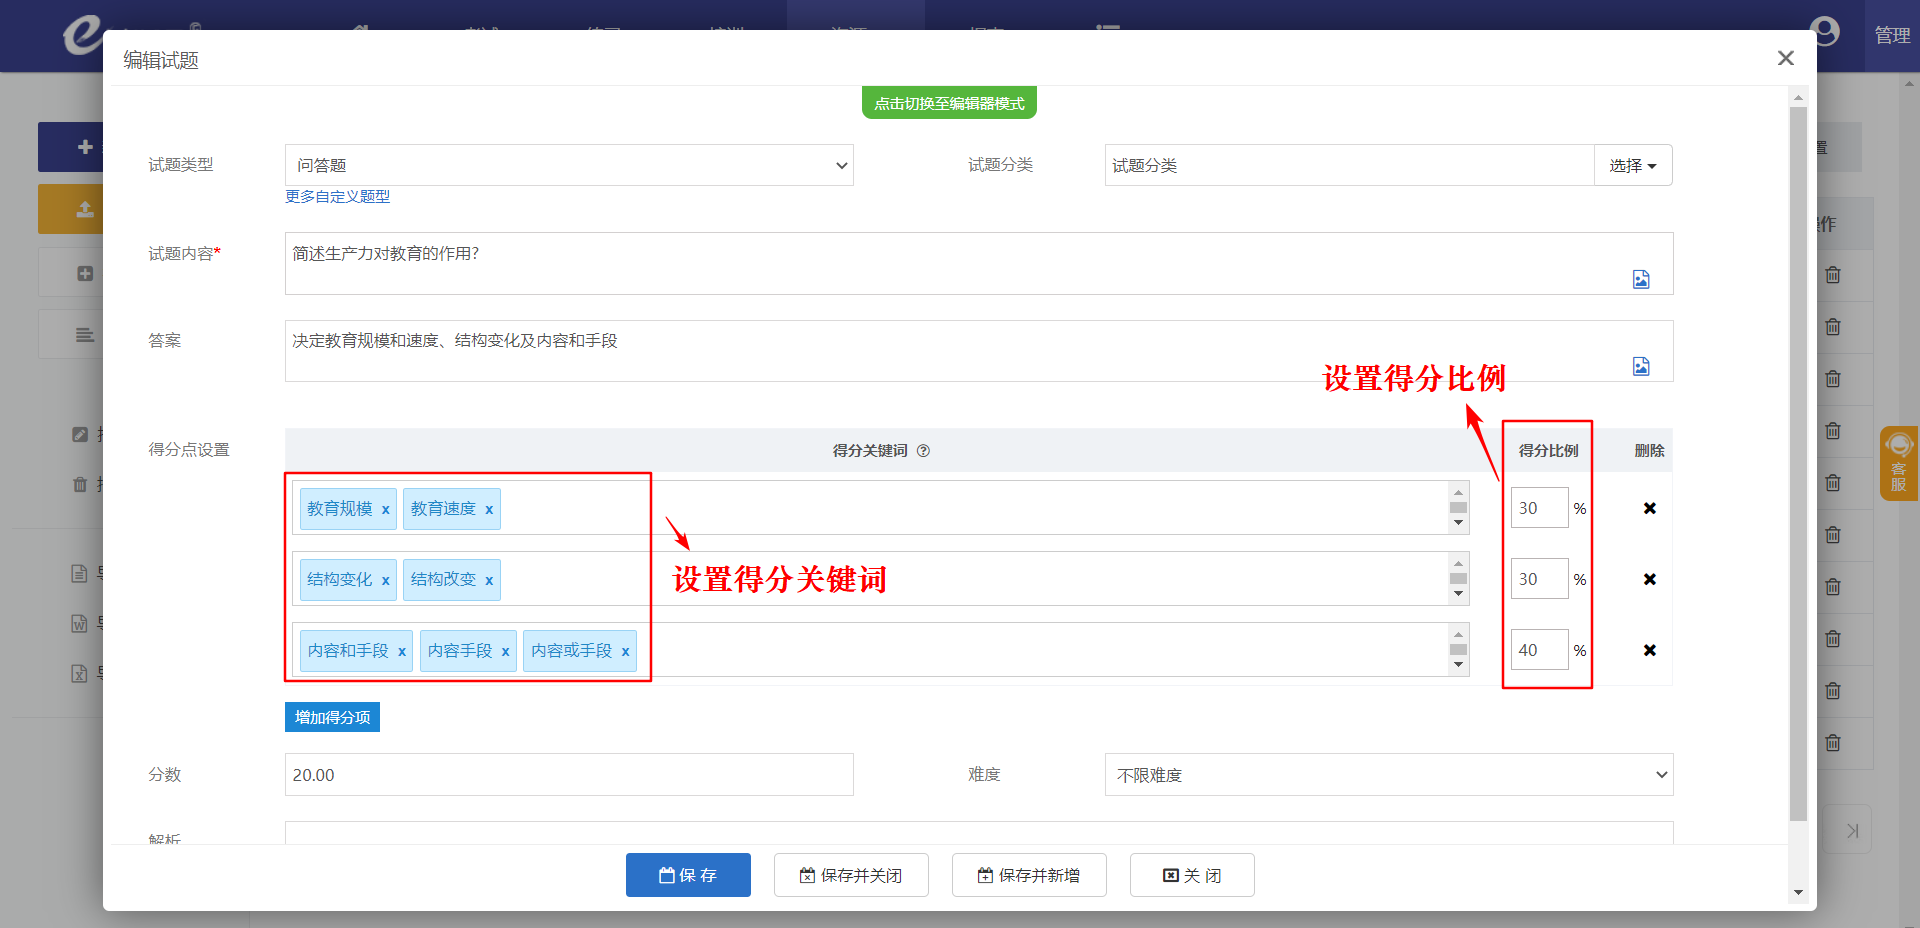 管理
编辑试题
点击切换至编辑器模式
试题类型
问答题
试题分类
试题分类
选择
更多自定义题型
试题内容*
简述生产力对教育的作用?
答案
决定教育规模和速度、结构变化及内容和手段
设置得分比例
得分点设置
得分关键词
得分比例
删除
教育规模 x
教育速度 x
30 %
结构变化 x
结构改变 x
30 %
设置得分关键词
内容和手段 x
内容手段 x
内容或手段 x
40 %
增加得分项
分数
20.00
难度
不限难度
解析
保 存
保存并关闭
保存并新增
关 闭
客服